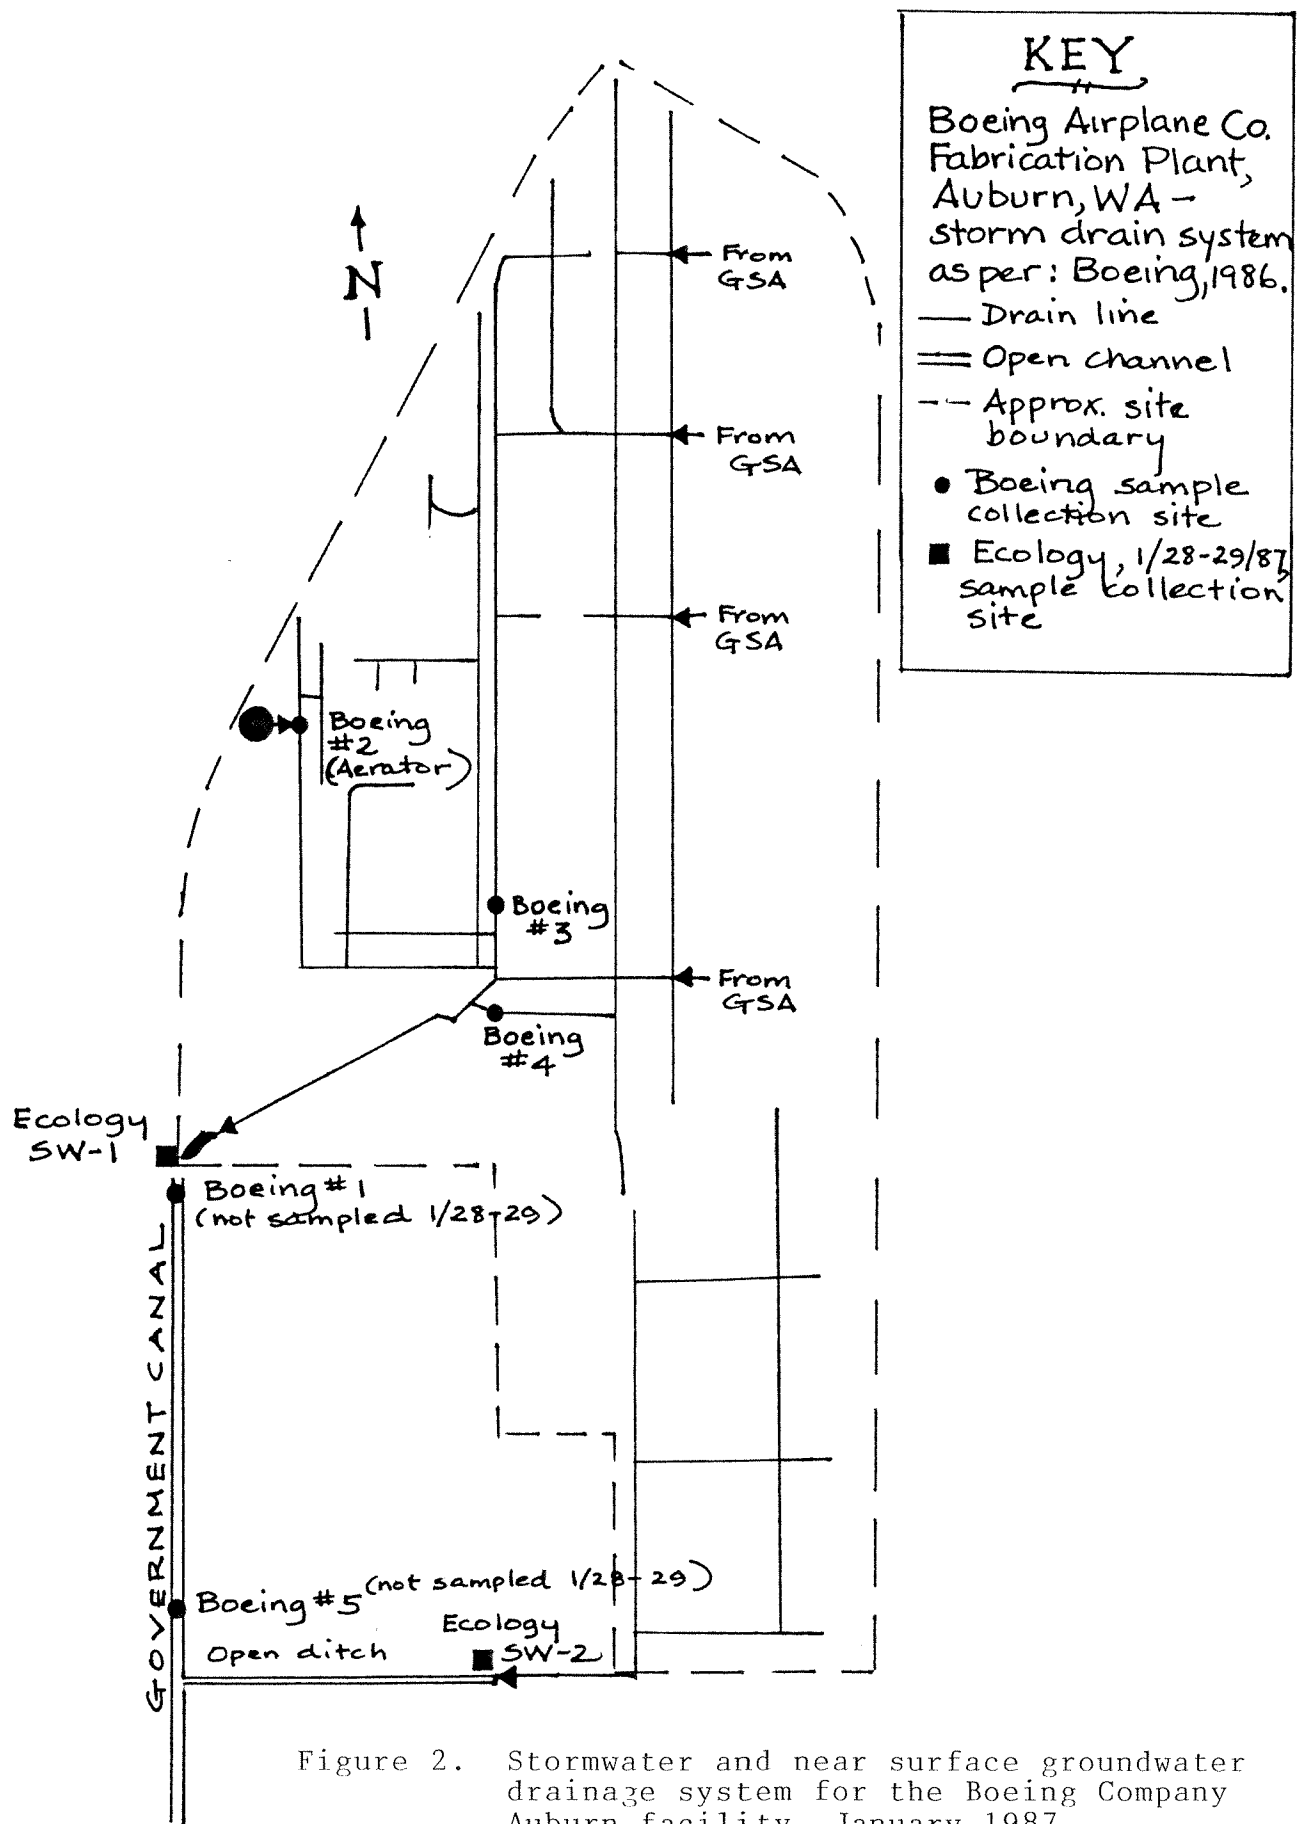 KEY
Boeing Airplane Co.
Fabrication Plant,
Auburn, WA -
storm drain system
as per: Boeing, 1986.
Drain line
Open channel
Approx. site
boundary
Boeing sample
collection site
Ecology, 1/28-29/87,
sample collection
site
N
From
GSA
From
GSA
From
GSA
Boeing
#2
(Aerator)
Boeing
#3
From
GSA
Boeing
#4
Ecology
SW-1
Boeing #1
(not sampled 1/28-29)
GOVERNMENT CANAL
Boeing #5 (not sampled 1/28-29)
Ecology
SW-2
Open ditch
Figure 2. Stormwater and near surface groundwater
drainage system for the Boeing Company
Auburn facility, January 1987